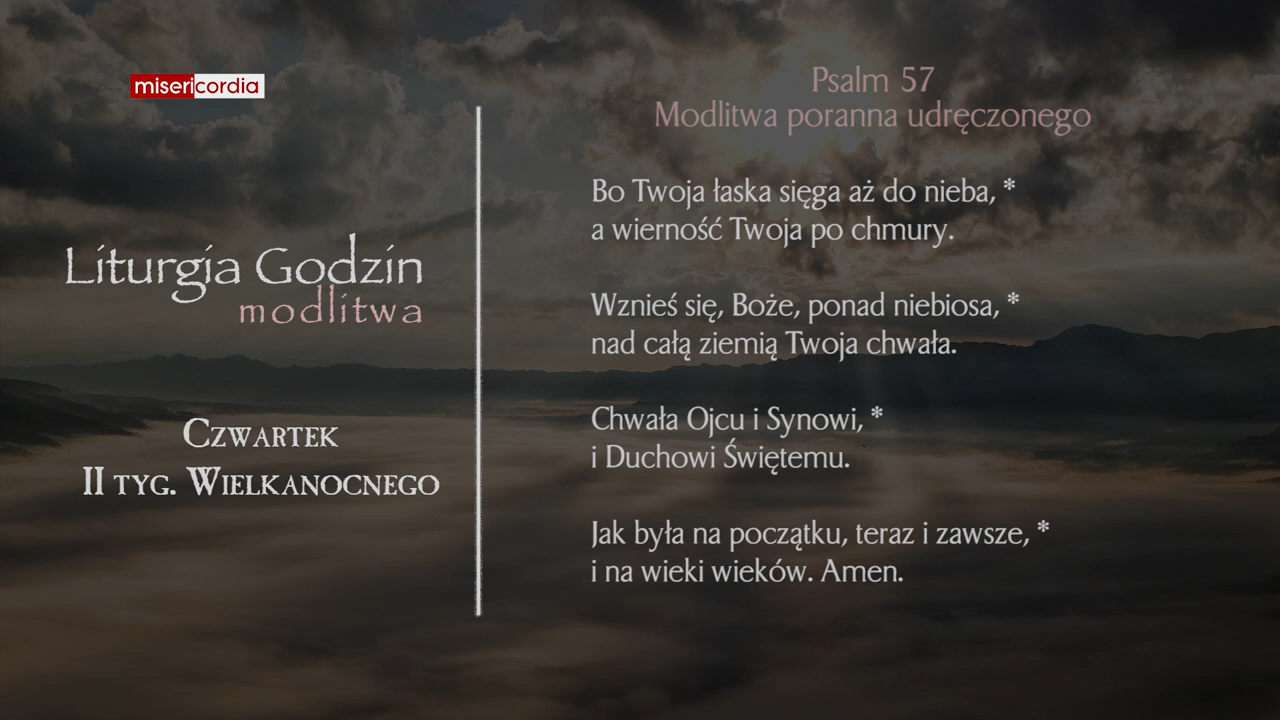 misericordia
Liturgia Godzin
modlitwa
Czwartek
II tyg. Wielkanocnego
Psalm 57
Modlitwa poranna udręczonego
Bo Twoja łaska sięga aż do nieba, *
a wierność Twoja po chmury.
Wznieś się, Boże, ponad niebiosa, *
nad całą ziemią Twoja chwała.
Chwała Ojcu i Synowi, *
i Duchowi Świętemu.
Jak była na początku, teraz i zawsze, *
i na wieki wieków. Amen.